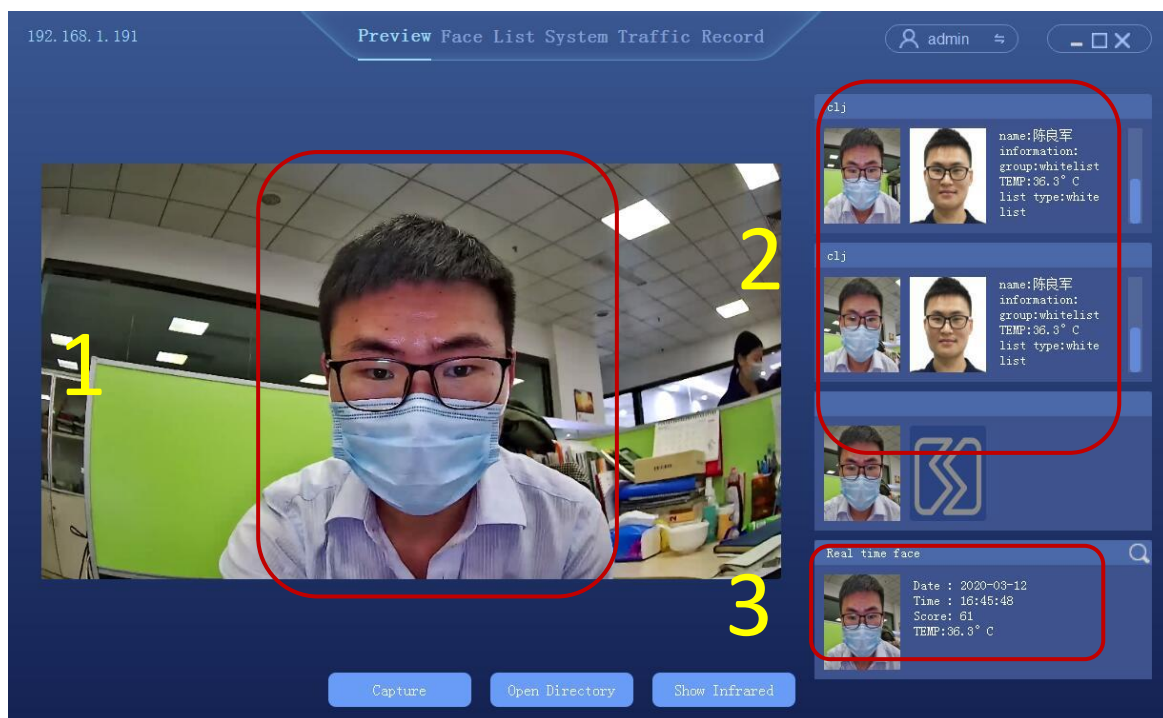 192.168.1.191
Preview Face List System Traffic Record
admin
clj
name:陈良军
information:
group:whitelist
TEMP:36.3° C
list type:white
list
clj
name:陈良军
information:
group:whitelist
TEMP:36.3° C
list type:white
list
1
2
3
Real time face
Date : 2020-03-12
Time : 16:45:48
Score: 61
TEMP:36.3° C
Capture
Open Directory
Show Infrared